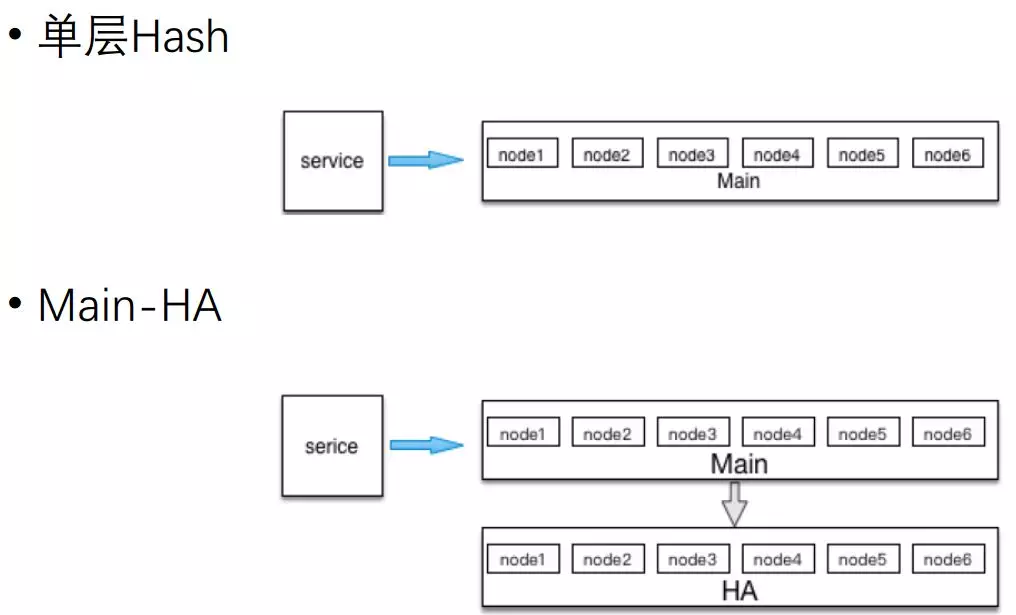 • 单层Hash
service
node1 node2 node3 node4 node5 node6
Main
• Main-HA
serice
node1 node2 node3 node4 node5 node6
Main
node1 node2 node3 node4 node5 node6
HA